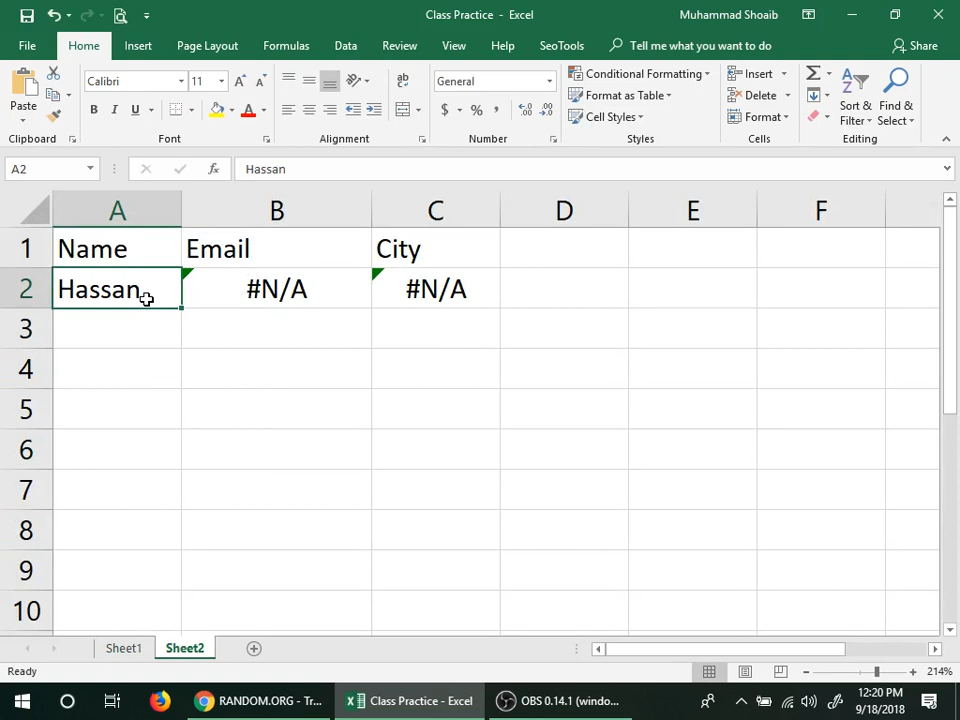 Class Practice - Excel
Muhammad Shoaib
File Home Insert Page Layout Formulas Data Review View Help SeoTools Tell me what you want to do Share
Paste
Calibri 11
B I U
A
General
$ % ,
Conditional Formatting
Format as Table
Cell Styles
Insert
Delete
Format
Sort & Filter
Find & Select
Clipboard Font Alignment Number Styles Cells Editing
A2 fx Hassan
A B C D E F
1 Name Email City
2 Hassan #N/A #N/A
3
4
5
6
7
8
9
10
Sheet1 Sheet2
Ready 214%
RANDOM.ORG - Tr... Class Practice - Excel OBS 0.14.1 (windo...
12:20 PM
9/18/2018